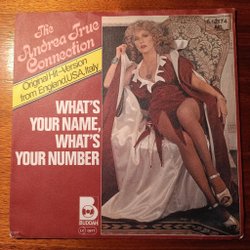 The
Andrea True
Connection
Original Hit-Version
from England,USA,Italy
WHAT'S
YOUR NAME,
WHAT'S
YOUR NUMBER
B
BUDDAH